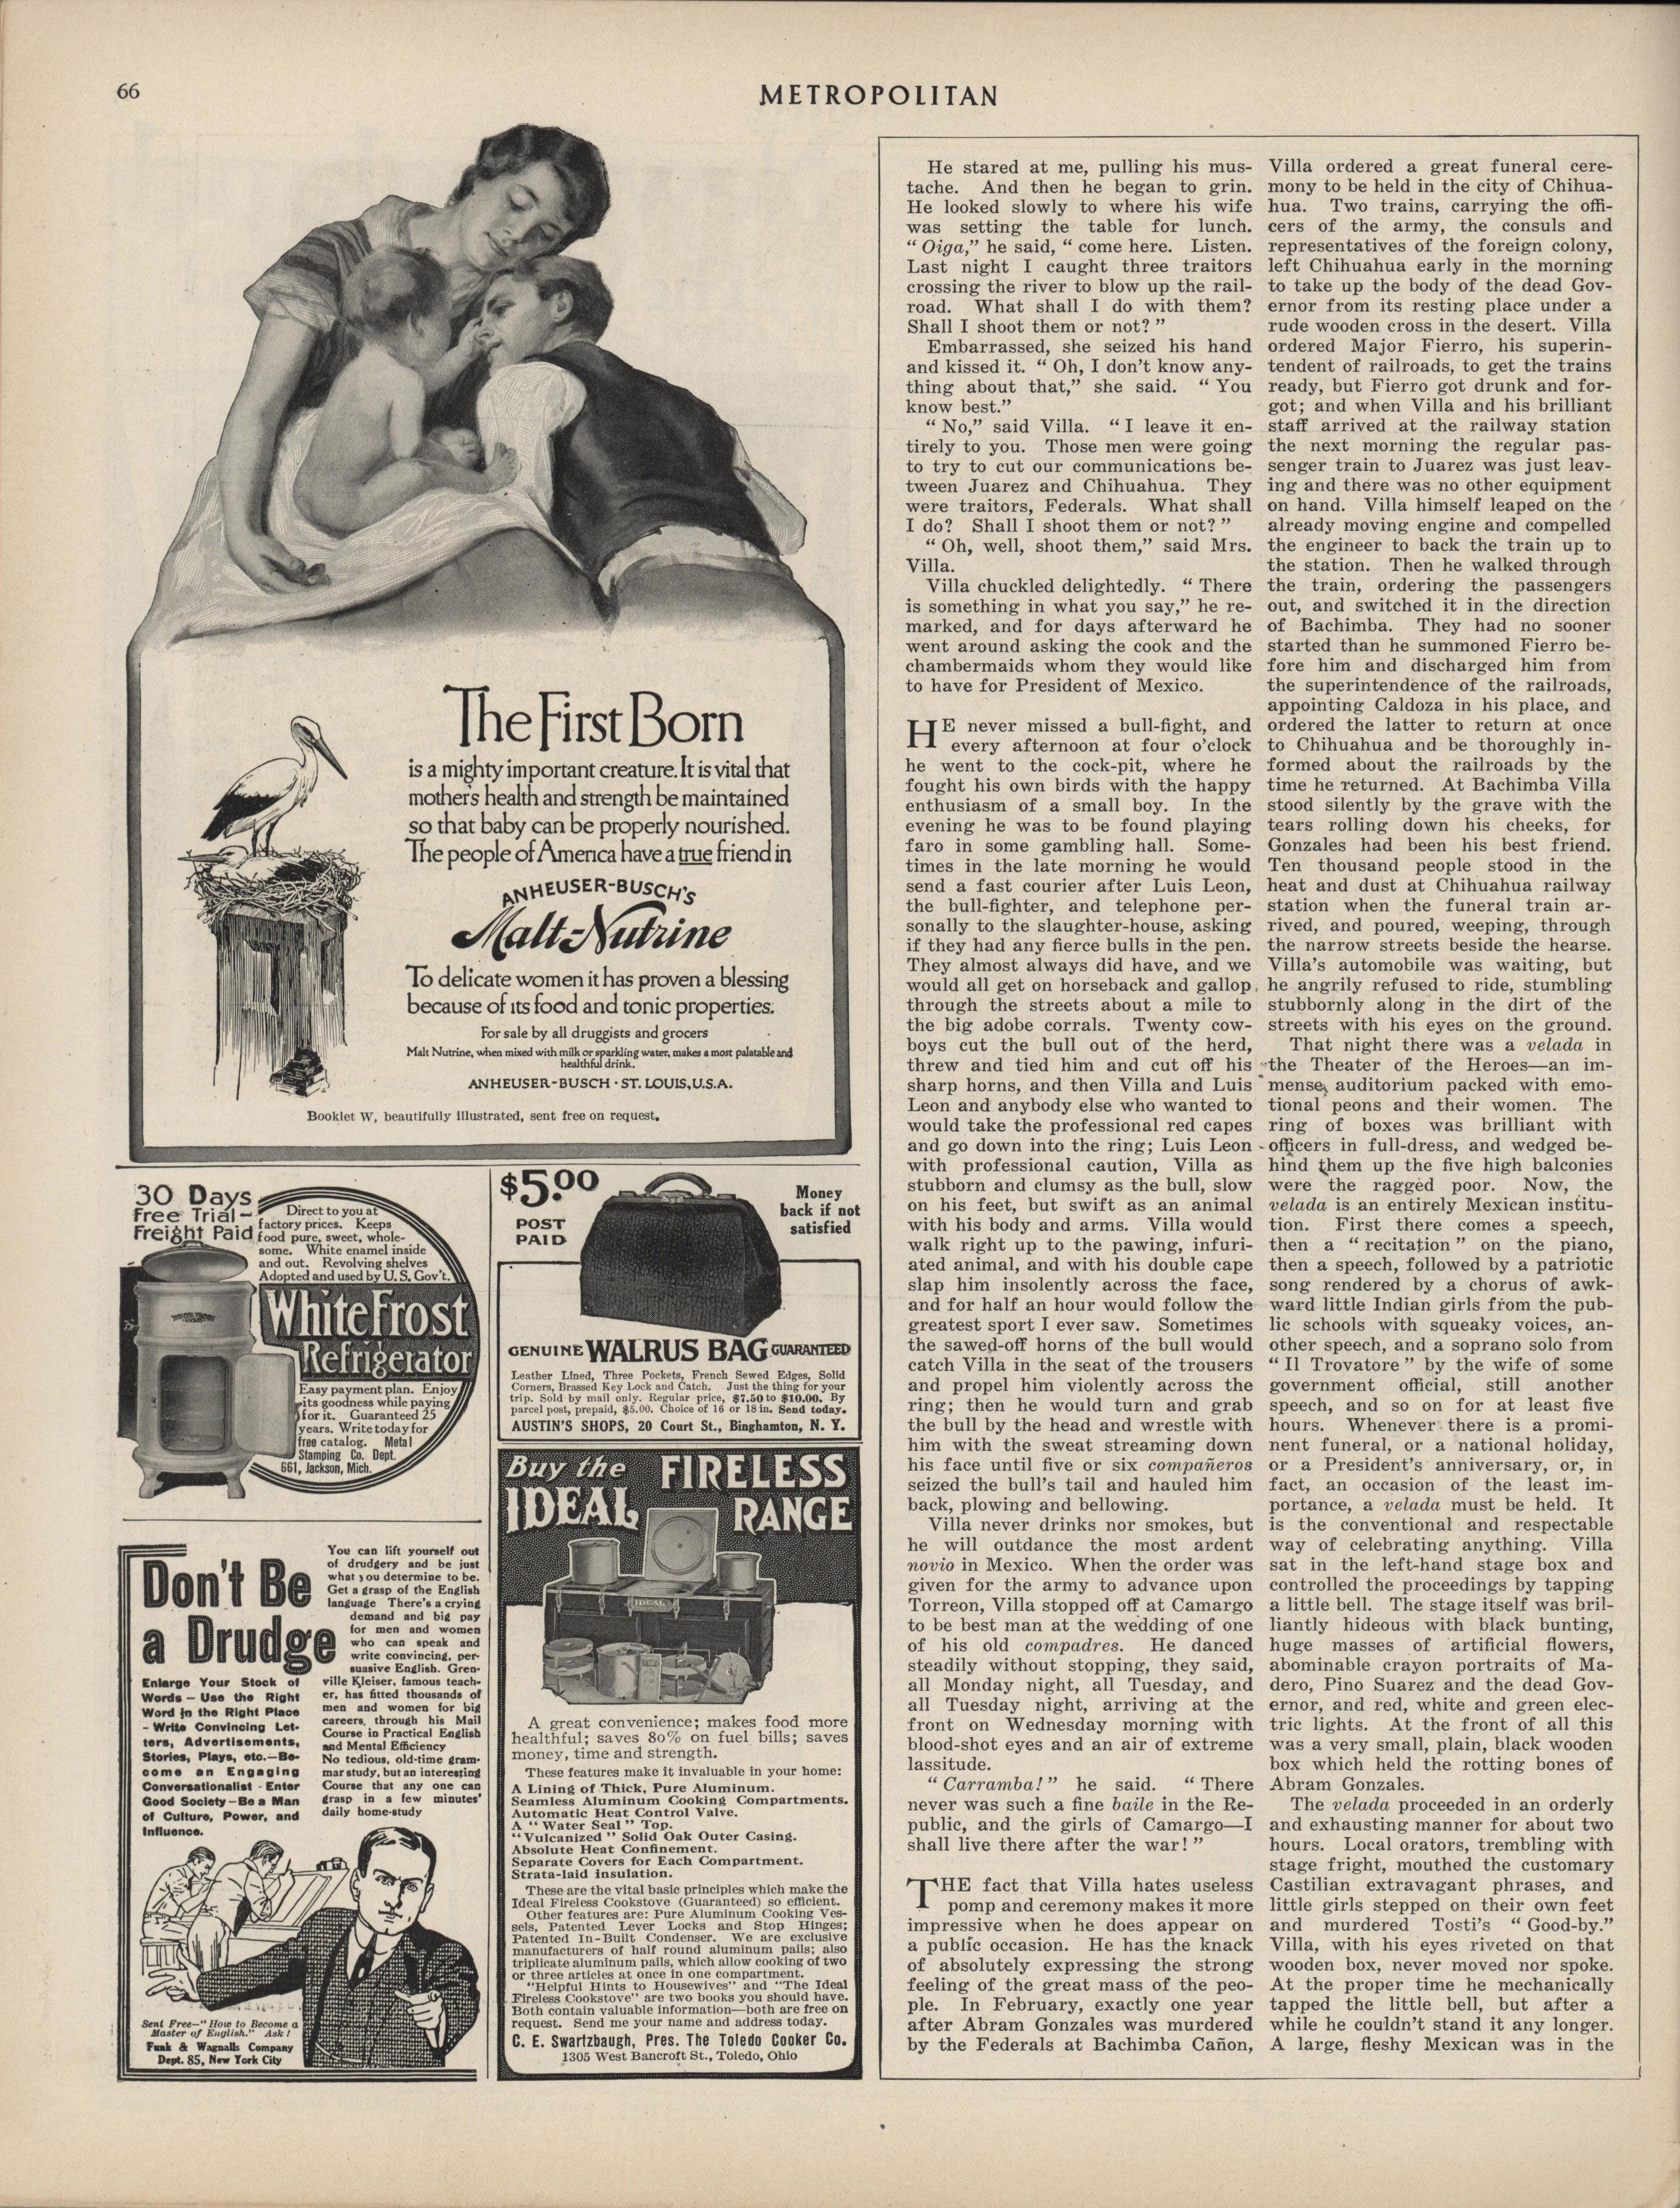 66
METROPOLITAN
The First Born
is a mighty important creature. It is vital that
mother's health and strength be maintained
so that baby can be properly nourished.
The people of America have a true friend in
ANHEUSER-BUSCH'S
Malt-Nutrine
To delicate women it has proven a blessing
because of its food and tonic properties.
For sale by all druggists and grocers
Malt Nutrine, when mixed with milk or sparkling water, makes a most palatable and
healthful drink.
ANHEUSER-BUSCH · ST. LOUIS, U.S.A.
Booklet W, beautifully illustrated, sent free on request.
30 Days
Free Trial—
Freight Paid
Direct to you at
factory prices. Keeps
food pure, sweet, whole-
some. White enamel inside
and out. Revolving shelves
Adopted and used by U. S. Gov't.
White Frost
Refrigerator
Easy payment plan. Enjoy
its goodness while paying
for it. Guaranteed 25
years. Write today for
free catalog. Metal
Stamping Co. Dept.
661, Jackson, Mich.
$5.00
POST
PAID
Money
back if not
satisfied
GENUINE WALRUS BAG GUARANTEED
Leather Lined, Three Pockets, French Sewed Edges, Solid
Corners, Brassed Key Lock and Catch. Just the thing for your
trip. Sold by mail only. Regular price, $7.50 to $10.00. By
parcel post, prepaid, $5.00. Choice of 16 or 18 in. Send today.
AUSTIN'S SHOPS, 20 Court St., Binghamton, N. Y.
Don't Be
a Drudge
You can lift yourself out
of drudgery and be just
what you determine to be.
Get a grasp of the English
language There's a crying
demand and big pay
for men and women
who can speak and
write convincing, per-
suasive English. Gren-
ville Kleiser, famous teach-
er, has fitted thousands of
men and women for big
careers, through his Mail
Course in Practical English
and Mental Efficiency
No tedious, old-time gram-
mar study, but an interesting
Course that any one can
grasp in a few minutes'
daily home-study
Enlarge Your Stock of
Words – Use the Right
Word in the Right Place
– Write Convincing Let-
ters, Advertisements,
Stories, Plays, etc.—Be-
come an Engaging
Conversationalist - Enter
Good Society—Be a Man
of Culture, Power, and
Influence.
Sent Free—"How to Become a
Master of English." Ask!
Funk & Wagnalls Company
Dept. 85, New York City
Buy the FIRELESS
IDEAL RANGE
IDEAL
A great convenience; makes food more
healthful; saves 80% on fuel bills; saves
money, time and strength.
These features make it invaluable in your home:
A Lining of Thick, Pure Aluminum.
Seamless Aluminum Cooking Compartments.
Automatic Heat Control Valve.
A "Water Seal" Top.
"Vulcanized" Solid Oak Outer Casing.
Absolute Heat Confinement.
Separate Covers for Each Compartment.
Strata-laid insulation.
These are the vital basic principles which make the
Ideal Fireless Cookstove (Guaranteed) so efficient.
Other features are: Pure Aluminum Cooking Ves-
sels, Patented Lever Locks and Stop Hinges;
Patented In-Built Condenser. We are exclusive
manufacturers of half round aluminum pails; also
triplicate aluminum pails, which allow cooking of two
or three articles at once in one compartment.
"Helpful Hints to Housewives" and "The Ideal
Fireless Cookstove" are two books you should have.
Both contain valuable information—both are free on
request. Send me your name and address today.
C. E. Swartzbaugh, Pres. The Toledo Cooker Co.
1305 West Bancroft St., Toledo, Ohio
He stared at me, pulling his mus-
tache. And then he began to grin.
He looked slowly to where his wife
was setting the table for lunch.
"Oiga," he said, "come here. Listen.
Last night I caught three traitors
crossing the river to blow up the rail-
road. What shall I do with them?
Shall I shoot them or not?"
Embarrassed, she seized his hand
and kissed it. "Oh, I don't know any-
thing about that," she said. "You
know best."
"No," said Villa. "I leave it en-
tirely to you. Those men were going
to try to cut our communications be-
tween Juarez and Chihuahua. They
were traitors, Federals. What shall
I do? Shall I shoot them or not?"
"Oh, well, shoot them," said Mrs.
Villa.
Villa chuckled delightedly. "There
is something in what you say," he re-
marked, and for days afterward he
went around asking the cook and the
chambermaids whom they would like
to have for President of Mexico.
HE never missed a bull-fight, and
every afternoon at four o'clock
he went to the cock-pit, where he
fought his own birds with the happy
enthusiasm of a small boy. In the
evening he was to be found playing
faro in some gambling hall. Some-
times in the late morning he would
send a fast courier after Luis Leon,
the bull-fighter, and telephone per-
sonally to the slaughter-house, asking
if they had any fierce bulls in the pen.
They almost always did have, and we
would all get on horseback and gallop
through the streets about a mile to
the big adobe corrals. Twenty cow-
boys cut the bull out of the herd,
threw and tied him and cut off his
sharp horns, and then Villa and Luis
Leon and anybody else who wanted to
would take the professional red capes
and go down into the ring; Luis Leon
with professional caution, Villa as
stubborn and clumsy as the bull, slow
on his feet, but swift as an animal
with his body and arms. Villa would
walk right up to the pawing, infuri-
ated animal, and with his double cape
slap him insolently across the face,
and for half an hour would follow the
greatest sport I ever saw. Sometimes
the sawed-off horns of the bull would
catch Villa in the seat of the trousers
and propel him violently across the
ring; then he would turn and grab
the bull by the head and wrestle with
him with the sweat streaming down
his face until five or six compañeros
seized the bull's tail and hauled him
back, plowing and bellowing.
Villa never drinks nor smokes, but
he will outdance the most ardent
novio in Mexico. When the order was
given for the army to advance upon
Torreon, Villa stopped off at Camargo
to be best man at the wedding of one
of his old compadres. He danced
steadily without stopping, they said,
all Monday night, all Tuesday, and
all Tuesday night, arriving at the
front on Wednesday morning with
blood-shot eyes and an air of extreme
lassitude.
"Carramba!" he said. "There
never was such a fine baile in the Re-
public, and the girls of Camargo—I
shall live there after the war!"
THE fact that Villa hates useless
pomp and ceremony makes it more
impressive when he does appear on
a public occasion. He has the knack
of absolutely expressing the strong
feeling of the great mass of the peo-
ple. In February, exactly one year
after Abram Gonzales was murdered
by the Federals at Bachimba Cañon,
Villa ordered a great funeral cere-
mony to be held in the city of Chihua-
hua. Two trains, carrying the offi-
cers of the army, the consuls and
representatives of the foreign colony,
left Chihuahua early in the morning
to take up the body of the dead Gov-
ernor from its resting place under a
rude wooden cross in the desert. Villa
ordered Major Fierro, his superin-
tendent of railroads, to get the trains
ready, but Fierro got drunk and for-
got; and when Villa and his brilliant
staff arrived at the railway station
the next morning the regular pas-
senger train to Juarez was just leav-
ing and there was no other equipment
on hand. Villa himself leaped on the
already moving engine and compelled
the engineer to back the train up to
the station. Then he walked through
the train, ordering the passengers
out, and switched it in the direction
of Bachimba. They had no sooner
started than he summoned Fierro be-
fore him and discharged him from
the superintendence of the railroads,
appointing Caldoza in his place, and
ordered the latter to return at once
to Chihuahua and be thoroughly in-
formed about the railroads by the
time he returned. At Bachimba Villa
stood silently by the grave with the
tears rolling down his cheeks, for
Gonzales had been his best friend.
Ten thousand people stood in the
heat and dust at Chihuahua railway
station when the funeral train ar-
rived, and poured, weeping, through
the narrow streets beside the hearse.
Villa's automobile was waiting, but
he angrily refused to ride, stumbling
stubbornly along in the dirt of the
streets with his eyes on the ground.
That night there was a velada in
the Theater of the Heroes—an im-
mense auditorium packed with emo-
tional peons and their women. The
ring of boxes was brilliant with
officers in full-dress, and wedged be-
hind them up the five high balconies
were the ragged poor. Now, the
velada is an entirely Mexican institu-
tion. First there comes a speech,
then a "recitation" on the piano,
then a speech, followed by a patriotic
song rendered by a chorus of awk-
ward little Indian girls from the pub-
lic schools with squeaky voices, an-
other speech, and a soprano solo from
"Il Trovatore" by the wife of some
government official, still another
speech, and so on for at least five
hours. Whenever there is a promi-
nent funeral, or a national holiday,
or a President's anniversary, or, in
fact, an occasion of the least im-
portance, a velada must be held. It
is the conventional and respectable
way of celebrating anything. Villa
sat in the left-hand stage box and
controlled the proceedings by tapping
a little bell. The stage itself was bril-
liantly hideous with black bunting,
huge masses of artificial flowers,
abominable crayon portraits of Ma-
dero, Pino Suarez and the dead Gov-
ernor, and red, white and green elec-
tric lights. At the front of all this
was a very small, plain, black wooden
box which held the rotting bones of
Abram Gonzales.
The velada proceeded in an orderly
and exhausting manner for about two
hours. Local orators, trembling with
stage fright, mouthed the customary
Castilian extravagant phrases, and
little girls stepped on their own feet
and murdered Tosti's "Good-by."
Villa, with his eyes riveted on that
wooden box, never moved nor spoke.
At the proper time he mechanically
tapped the little bell, but after a
while he couldn't stand it any longer.
A large, fleshy Mexican was in the